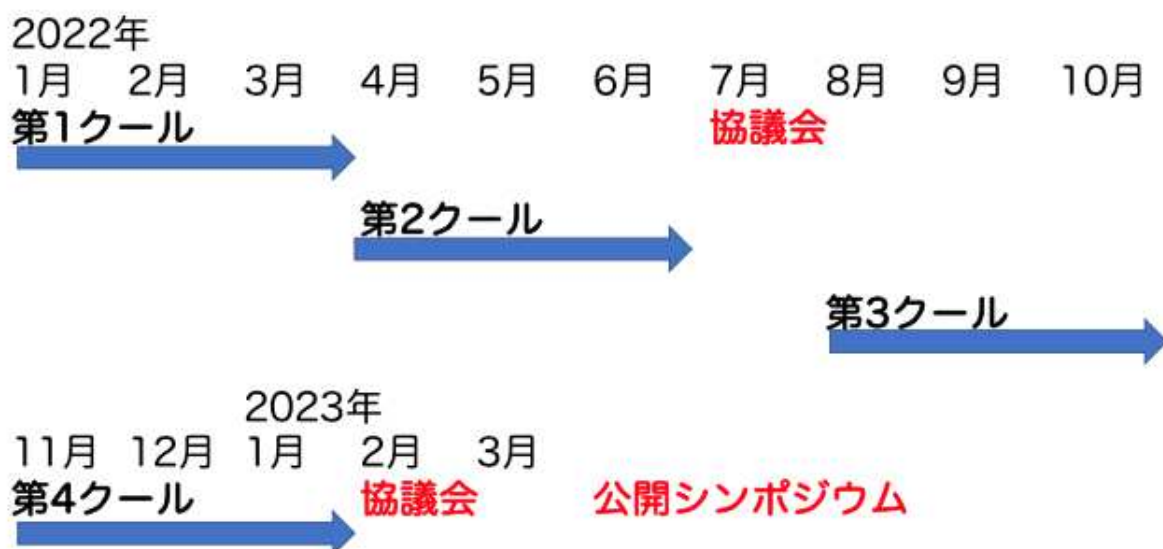 2022年
1月 2月 3月 4月 5月 6月 7月 8月 9月 10月
第1クール 協議会
第2クール
第3クール
2023年
11月 12月 1月 2月 3月
第4クール 協議会 公開シンポジウム